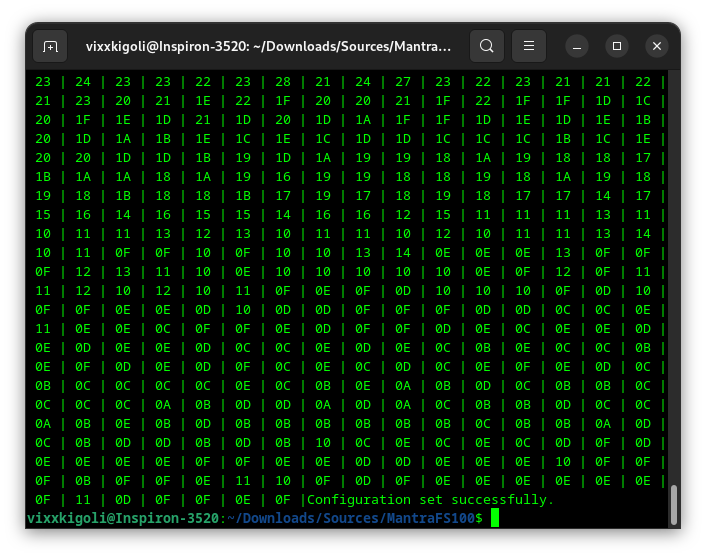 vixxkigoli@Inspiron-3520: ~/Downloads/Sources/Mantra...
23 | 24 | 23 | 23 | 22 | 23 | 28 | 21 | 24 | 27 | 23 | 22 | 23 | 21 | 21 | 22 |
21 | 23 | 20 | 21 | 1E | 22 | 1F | 20 | 20 | 21 | 1F | 22 | 1F | 1F | 1D | 1C |
20 | 1F | 1E | 1D | 21 | 1D | 20 | 1D | 1A | 1F | 1F | 1D | 1E | 1D | 1E | 1B |
20 | 1D | 1A | 1B | 1E | 1C | 1E | 1C | 1D | 1D | 1C | 1C | 1C | 1B | 1C | 1E |
20 | 20 | 1D | 1D | 1B | 19 | 1D | 1A | 19 | 19 | 18 | 1A | 19 | 18 | 18 | 17 |
1B | 1A | 1A | 18 | 1A | 19 | 16 | 19 | 19 | 18 | 18 | 19 | 18 | 1A | 19 | 18 |
19 | 18 | 1B | 18 | 18 | 1B | 17 | 19 | 17 | 18 | 19 | 18 | 17 | 17 | 14 | 17 |
15 | 16 | 14 | 16 | 15 | 15 | 14 | 16 | 16 | 12 | 15 | 11 | 11 | 11 | 13 | 11 |
10 | 11 | 11 | 13 | 12 | 13 | 10 | 11 | 11 | 10 | 12 | 10 | 11 | 11 | 13 | 14 |
10 | 11 | 0F | 0F | 10 | 0F | 10 | 10 | 13 | 14 | 0E | 0E | 0E | 13 | 0F | 0F |
0F | 12 | 13 | 11 | 10 | 0E | 10 | 10 | 10 | 10 | 10 | 0E | 0F | 12 | 0F | 11 |
11 | 12 | 10 | 12 | 10 | 11 | 0F | 0E | 0F | 0D | 10 | 10 | 10 | 0F | 0D | 10 |
0F | 0F | 0E | 0E | 0D | 10 | 0D | 0D | 0F | 0F | 0F | 0D | 0D | 0C | 0C | 0E |
11 | 0E | 0E | 0C | 0F | 0F | 0E | 0D | 0F | 0F | 0D | 0E | 0C | 0E | 0E | 0D |
0E | 0D | 0E | 0E | 0D | 0C | 0C | 0E | 0D | 0E | 0C | 0B | 0E | 0C | 0C | 0B |
0E | 0F | 0D | 0E | 0D | 0F | 0C | 0E | 0C | 0D | 0C | 0E | 0F | 0E | 0D | 0C |
0B | 0C | 0C | 0C | 0C | 0E | 0C | 0B | 0E | 0A | 0B | 0D | 0C | 0B | 0B | 0C |
0C | 0C | 0C | 0A | 0B | 0D | 0D | 0A | 0D | 0A | 0C | 0B | 0B | 0D | 0C | 0C |
0A | 0B | 0E | 0B | 0D | 0B | 0B | 0B | 0B | 0B | 0B | 0C | 0B | 0B | 0A | 0D |
0C | 0B | 0D | 0D | 0B | 0D | 0B | 10 | 0C | 0E | 0C | 0E | 0C | 0D | 0F | 0D |
0E | 0E | 0E | 0E | 0F | 0F | 0E | 0E | 0D | 0D | 0E | 0E | 0E | 10 | 0F | 0F |
0F | 0B | 0F | 0F | 0E | 11 | 10 | 0F | 0D | 0F | 0E | 0F | 0E | 0E | 0E | 0E |
0F | 11 | 0D | 0F | 0F | 0E | 0F |Configuration set successfully.
vixxkigoli@Inspiron-3520:~/Downloads/Sources/MantraFS100$